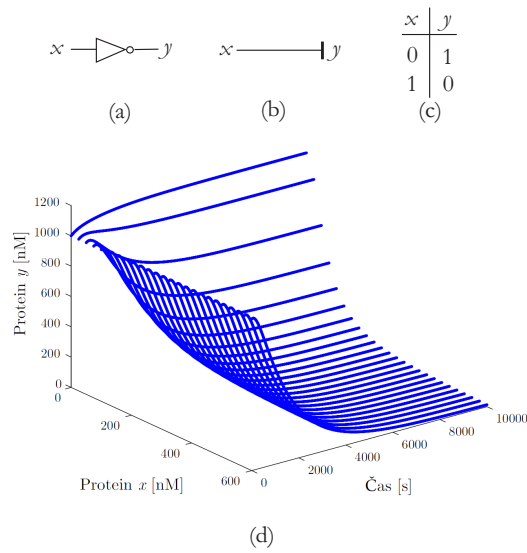 x y
x y
x y
0 1
1 0
(a)
(b)
(c)
1200
1000
800
600
400
200
0
Protein y [nM]
0
200
400
600
Protein x [nM]
0
2000
4000
6000
8000
10000
Čas [s]
(d)